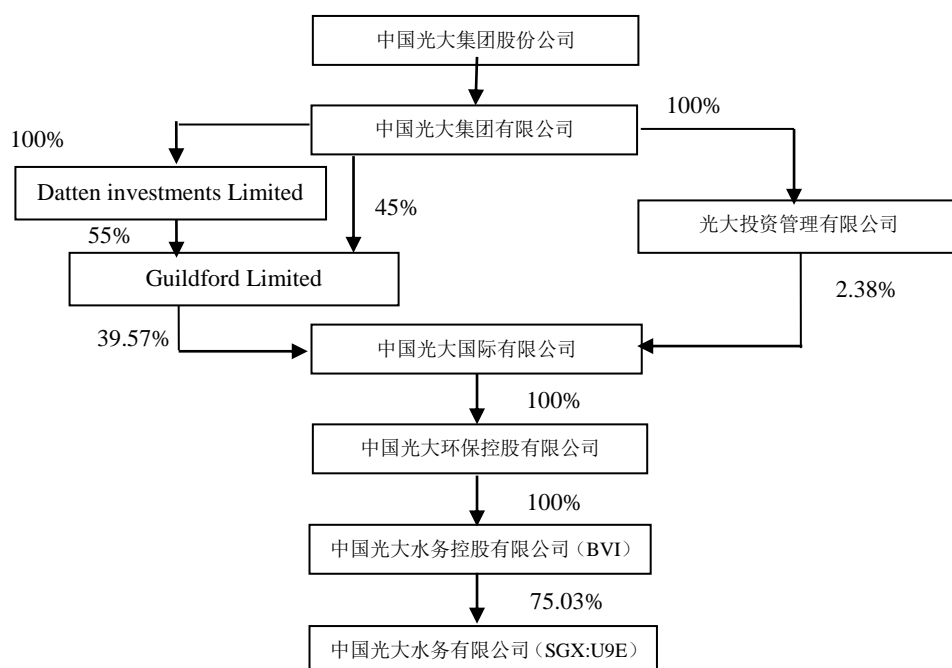 中国光大集团股份公司
中国光大集团有限公司
100%
100%
Datten investments Limited
45%
光大投资管理有限公司
55%
Guildford Limited
2.38%
39.57%
中国光大国际有限公司
100%
中国光大环保控股有限公司
100%
中国光大水务控股有限公司（BVI）
75.03%
中国光大水务有限公司（SGX:U9E）